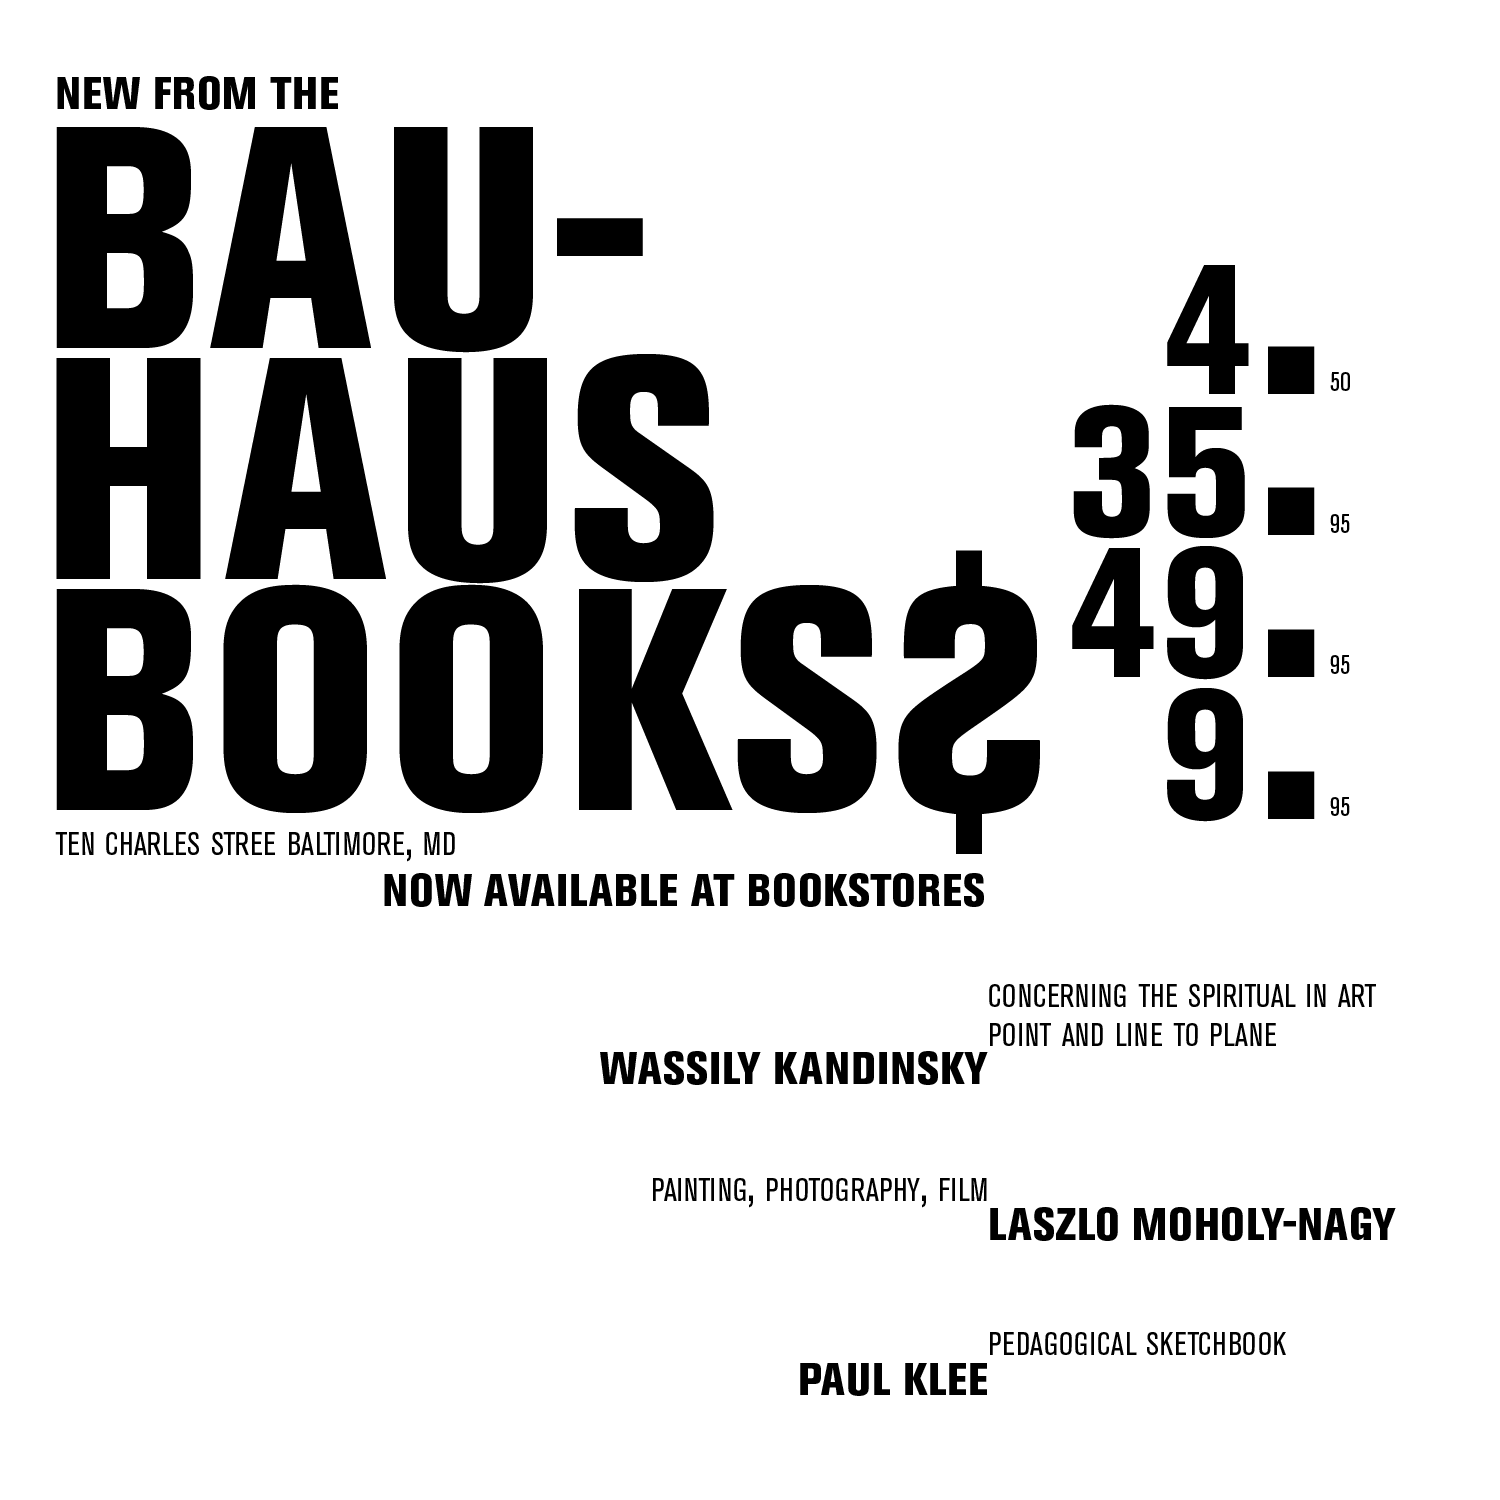 NEW FROM THE
BAU-
HAUS
BOOKS$
4.50
35.95
49.95
9.95
TEN CHARLES STREE BALTIMORE, MD
NOW AVAILABLE AT BOOKSTORES
CONCERNING THE SPIRITUAL IN ART
POINT AND LINE TO PLANE
WASSILY KANDINSKY
PAINTING, PHOTOGRAPHY, FILM
LASZLO MOHOLY-NAGY
PEDAGOGICAL SKETCHBOOK
PAUL KLEE